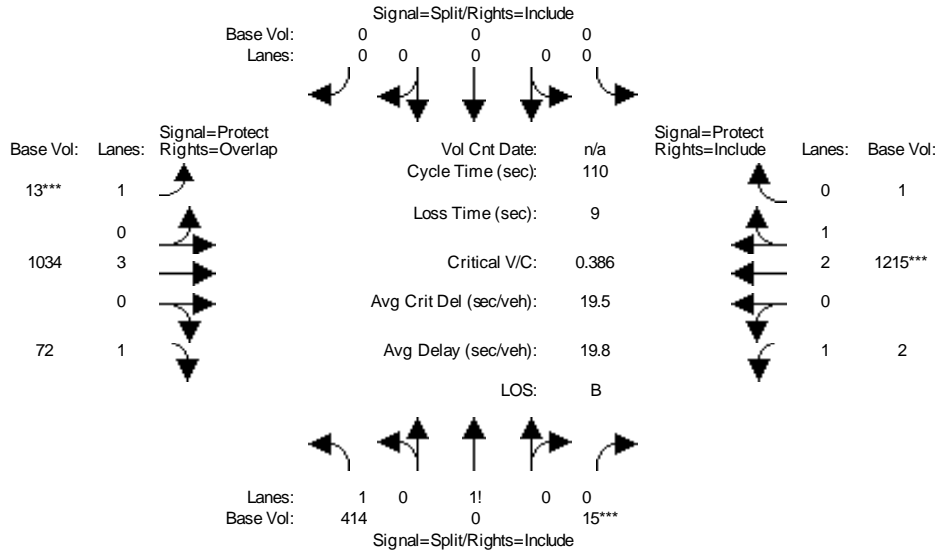 Signal=Split/Rights=Include
Base Vol: 0 0 0
Lanes: 0 0 0 0 0
Signal=Protect Signal=Protect
Base Vol: Lanes: Rights=Overlap Vol Cnt Date: n/a Rights=Include Lanes: Base Vol:
Cycle Time (sec): 110
13*** 1 0 1
Loss Time (sec): 9
0 1
1034 3 Critical V/C: 0.386 2 1215***
0 Avg Crit Del (sec/veh): 19.5 0
72 1 Avg Delay (sec/veh): 19.8 1 2
LOS: B
Lanes: 1 0 1! 0 0
Base Vol: 414 0 15***
Signal=Split/Rights=Include